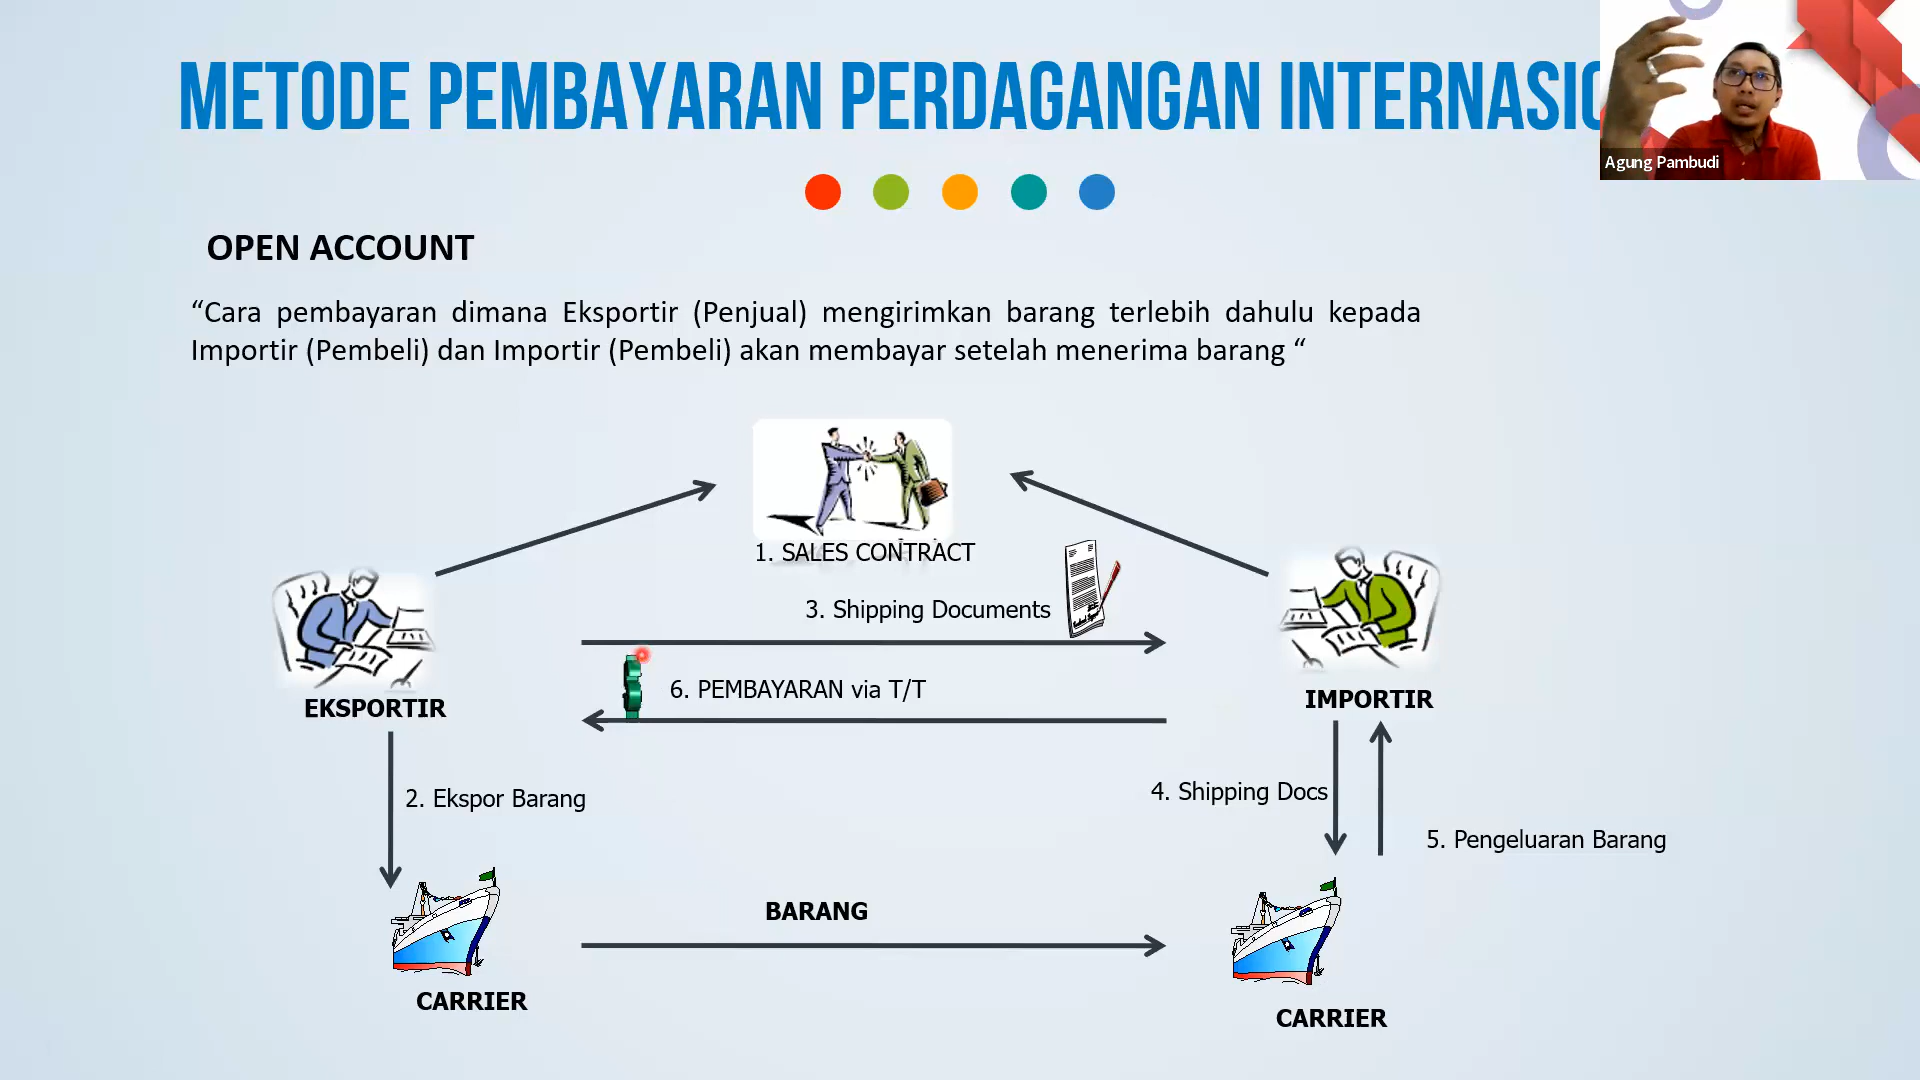 METODE PEMBAYARAN PERDAGANGAN INTERNASIO
Agung Pambudi
OPEN ACCOUNT
“Cara pembayaran dimana Eksportir (Penjual) mengirimkan barang terlebih dahulu kepada
Importir (Pembeli) dan Importir (Pembeli) akan membayar setelah menerima barang “
1. SALES CONTRACT
3. Shipping Documents
6. PEMBAYARAN via T/T
EKSPORTIR
IMPORTIR
2. Ekspor Barang
4. Shipping Docs
5. Pengeluaran Barang
BARANG
CARRIER
CARRIER